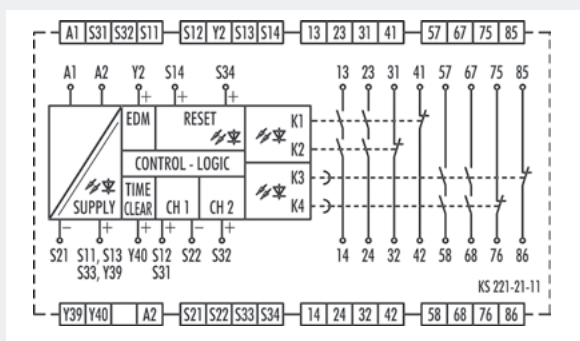 A1 S31 S32 S11 S12 Y2 S13 S14 13 23 31 41 57 67 75 85
A1 A2 Y2 S14 S34 13 23 31 41 57 67 75 85
+ + +
EDM RESET K1
K2
CONTROL - LOGIC
K3
SUPPLY TIME CLEAR CH 1 CH 2 K4
− + + + − +
S21 S11, S13 Y40 S12 S22 S32 14 24 32 42 58 68 76 86
S33, Y39 S31
KS 221-21-11
Y39 Y40 A2 S21 S22 S33 S34 14 24 32 42 58 68 76 86